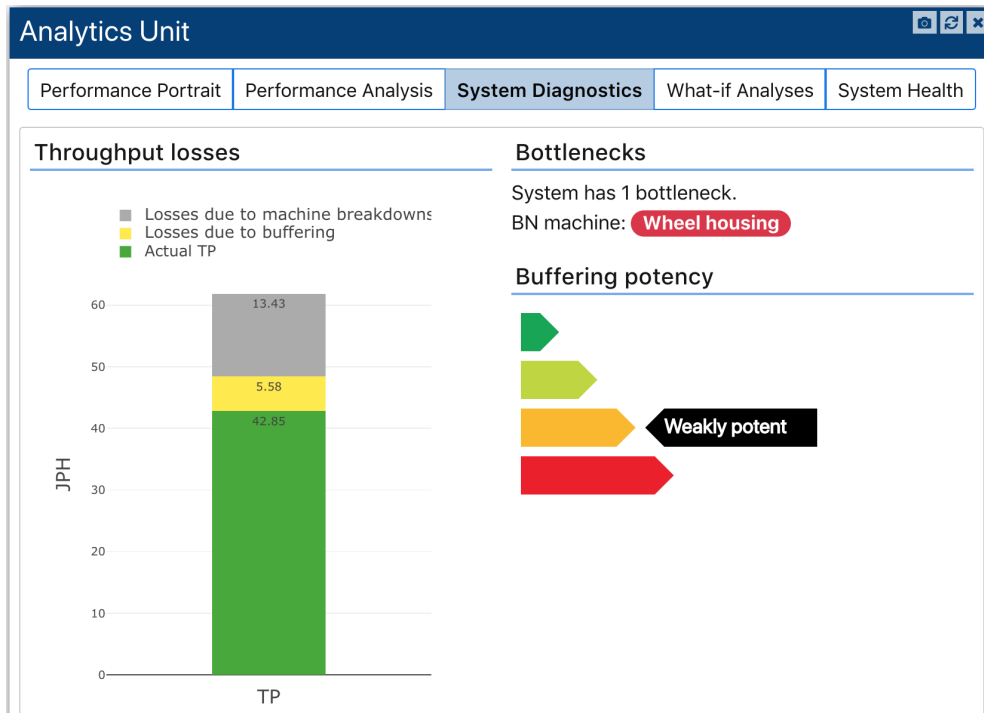 Analytics Unit
Performance Portrait
Performance Analysis
System Diagnostics
What-if Analyses
System Health
Throughput losses
Losses due to machine breakdowns
Losses due to buffering
Actual TP
60
50
40
30
20
10
0
JPH
13.43
5.58
42.85
TP
Bottlenecks
System has 1 bottleneck.
BN machine: Wheel housing
Buffering potency
Weakly potent